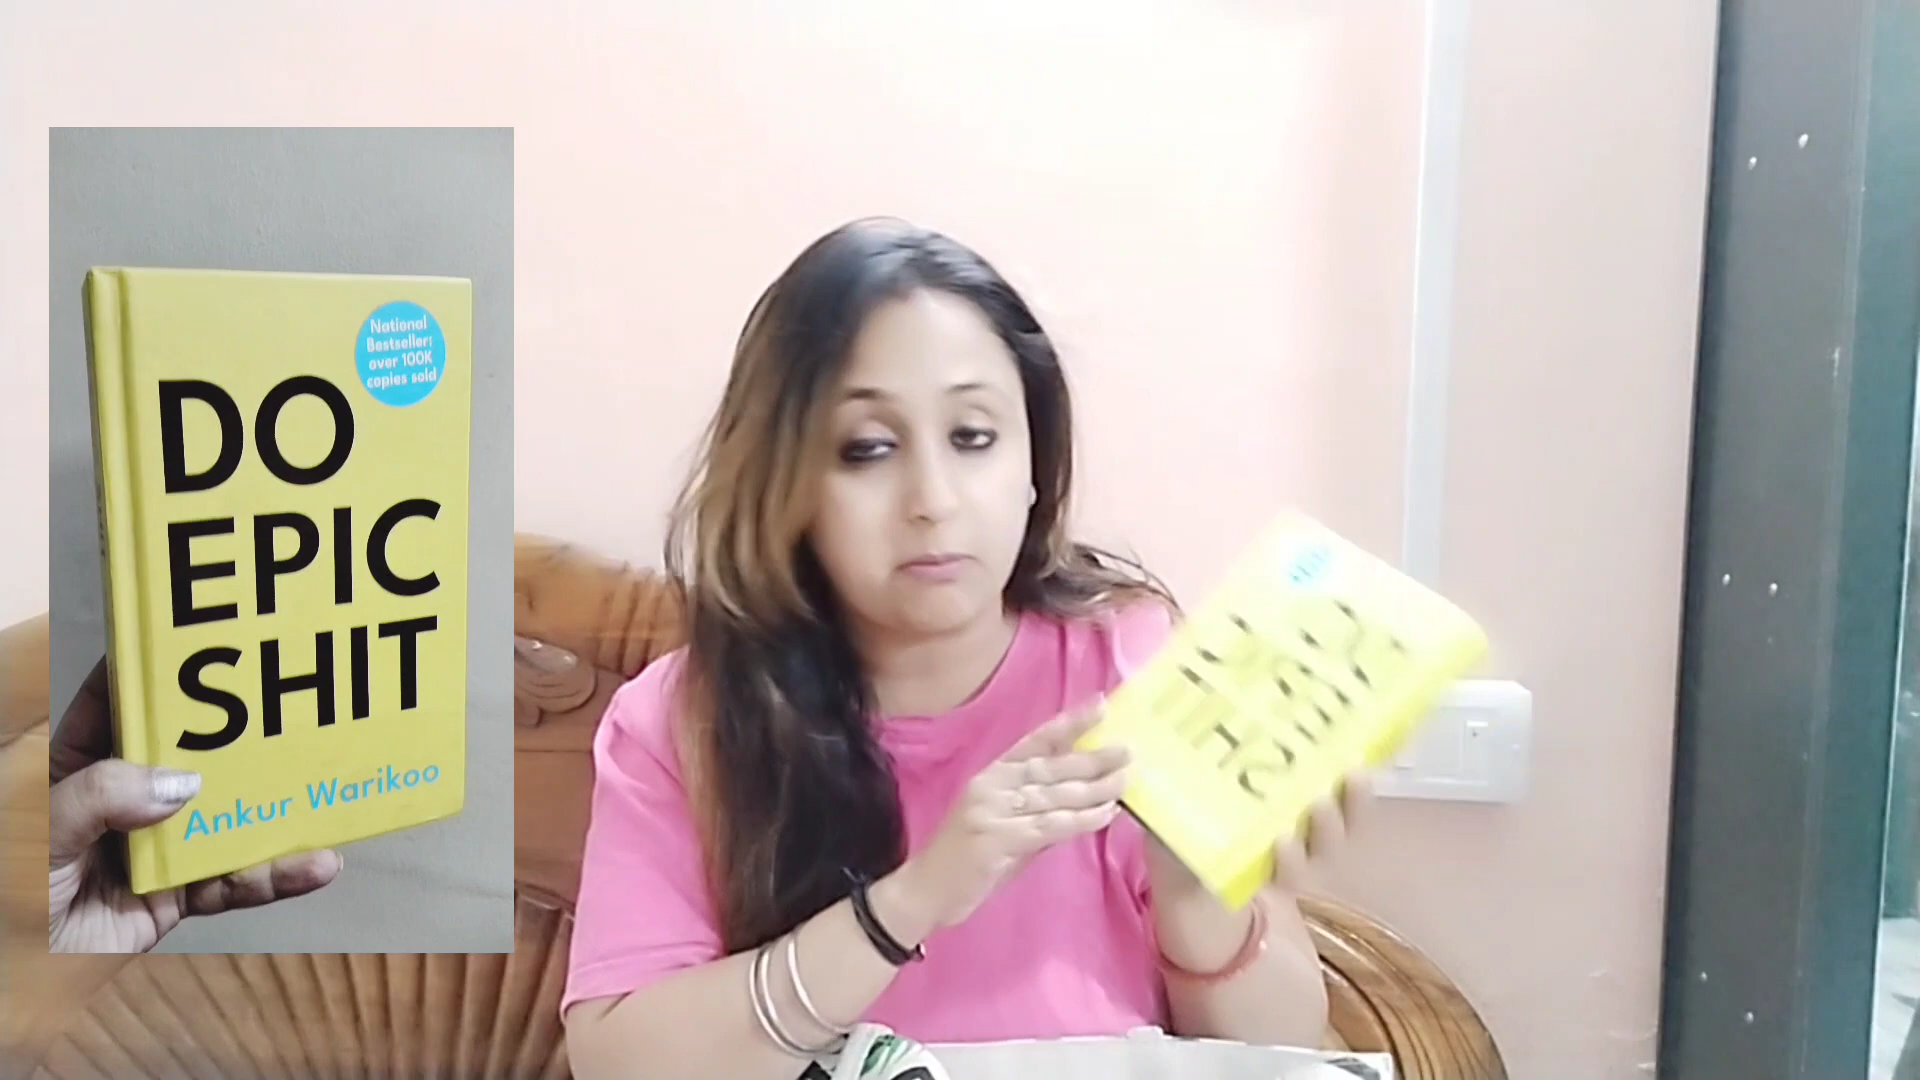 National
Bestseller:
over 100K
copies sold
DO
EPIC
SHIT
Ankur Warikoo